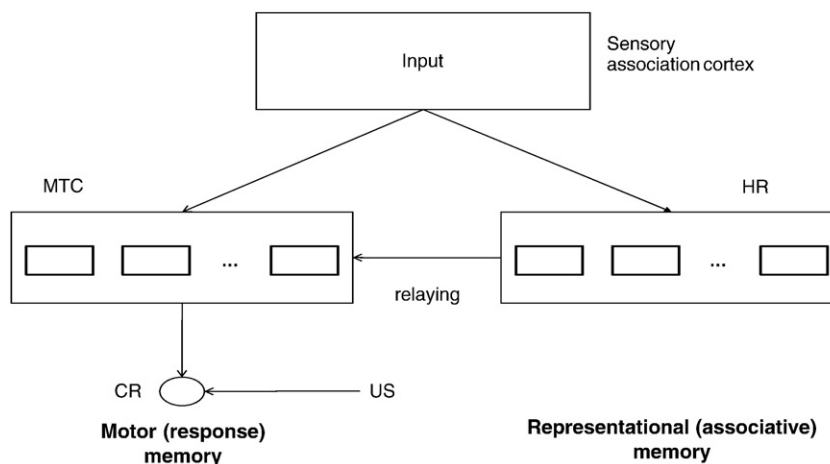 Input
Sensory
association cortex
MTC
HR
...
...
relaying
CR
US
Motor (response)
memory
Representational (associative)
memory